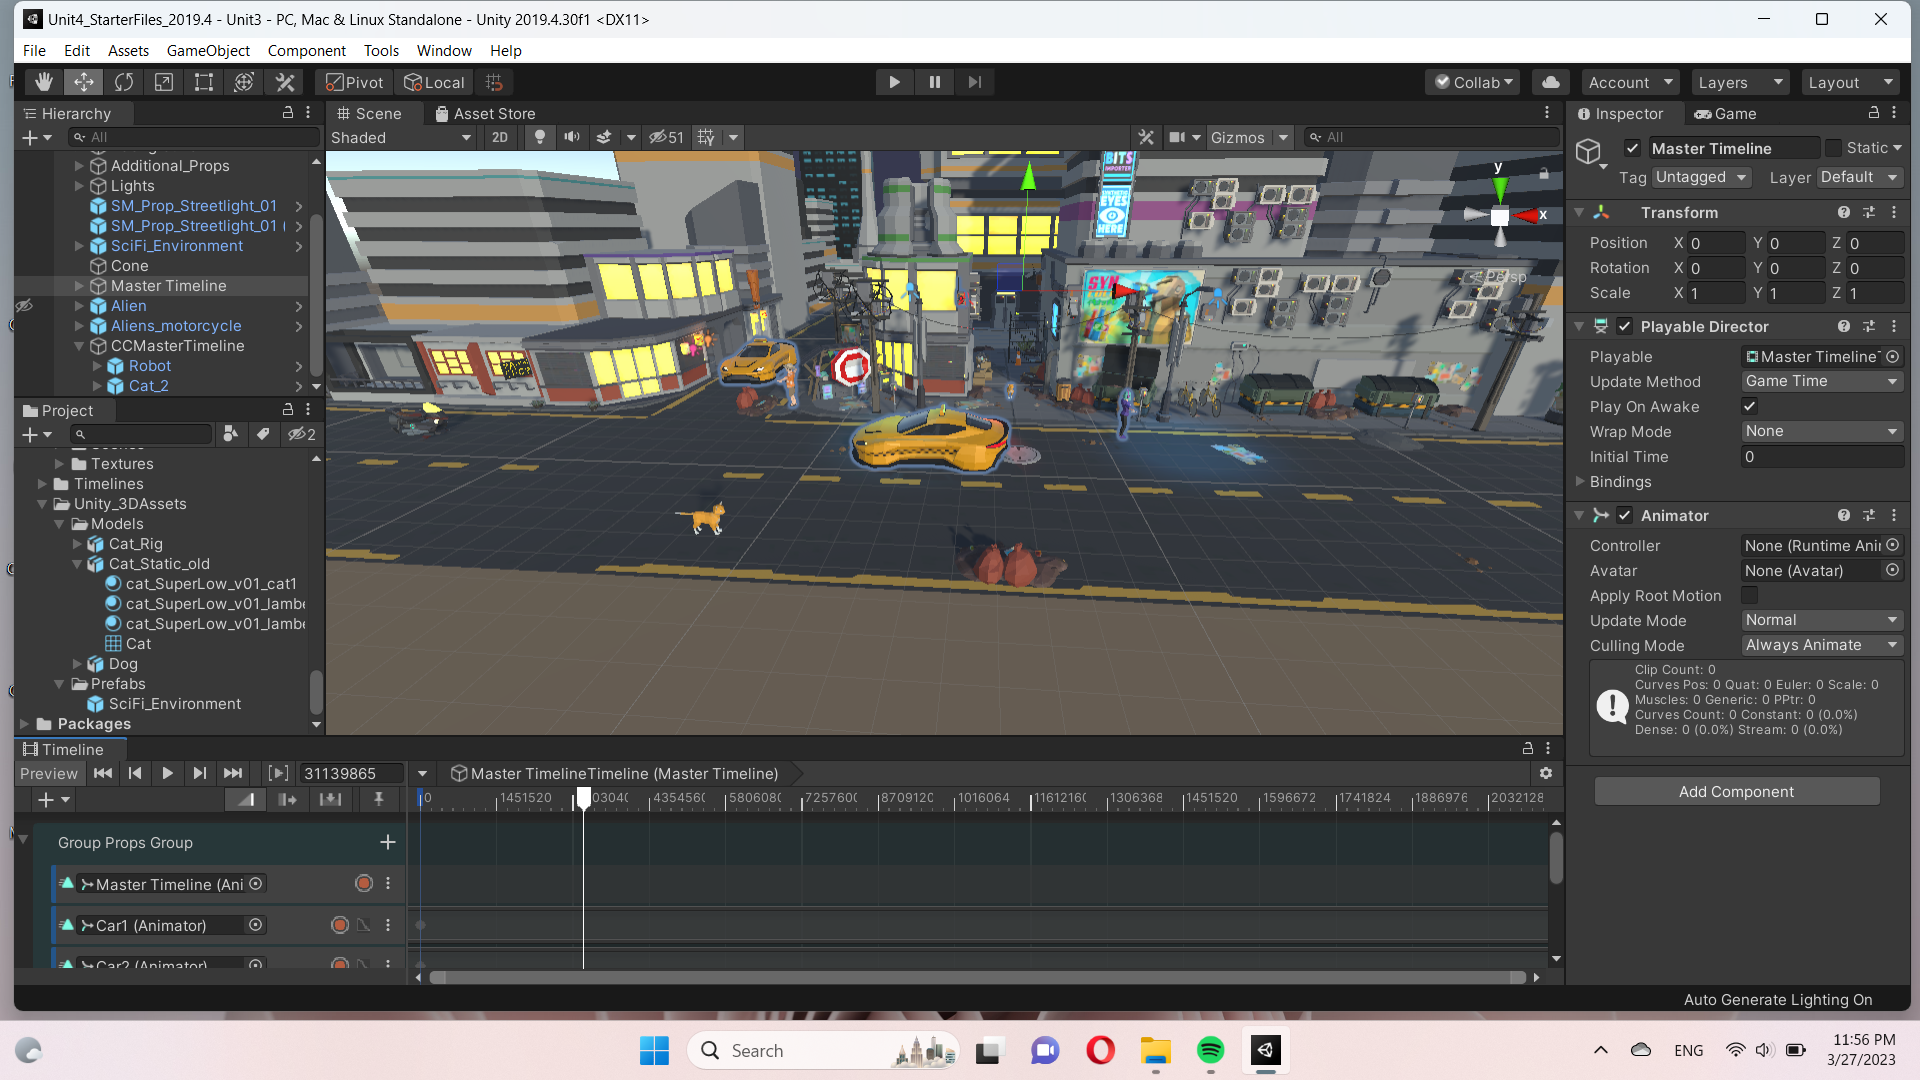 Unit4_StarterFiles_2019.4 - Unit3 - PC, Mac & Linux Standalone - Unity 2019.4.30f1 <DX11>
File Edit Assets GameObject Component Tools Window Help
Pivot Local Collab Account Layers Layout
Hierarchy
All
Additional_Props
Lights
SM_Prop_Streetlight_01
SM_Prop_Streetlight_01 (
SciFi_Environment
Cone
Master Timeline
Alien
Aliens_motorcycle
CCMasterTimeline
Robot
Cat_2
Project
2
Textures
Timelines
Unity_3DAssets
Models
Cat_Rig
Cat_Static_old
cat_SuperLow_v01_cat1
cat_SuperLow_v01_lambe
cat_SuperLow_v01_lambe
Cat
Dog
Prefabs
SciFi_Environment
Packages
Scene Asset Store
Shaded 2D 51 Gizmos All
BITS
IMPORTER
EYES
HERE
SYN
y
x
Persp
Inspector Game
Master Timeline Static
Tag Untagged Layer Default
Transform
Position X 0 Y 0 Z 0
Rotation X 0 Y 0 Z 0
Scale X 1 Y 1 Z 1
Playable Director
Playable Master Timeline
Update Method Game Time
Play On Awake
Wrap Mode None
Initial Time 0
Bindings
Animator
Controller None (Runtime Ani
Avatar None (Avatar)
Apply Root Motion
Update Mode Normal
Culling Mode Always Animate
Clip Count: 0
Curves Pos: 0 Quat: 0 Euler: 0 Scale: 0
Muscles: 0 Generic: 0 PPtr: 0
Curves Count: 0 Constant: 0 (0.0%)
Dense: 0 (0.0%) Stream: 0 (0.0%)
Add Component
Timeline
Preview 31139865 Master TimelineTimeline (Master Timeline)
0 1451520 03040 4354560 5806080 7257600 8709120 1016064 11612160 1306368 1451520 1596672 1741824 1886976 2032128
Group Props Group
Master Timeline (Ani
Car1 (Animator)
Car2 (Animator)
Auto Generate Lighting On
Search
ENG
11:56 PM
3/27/2023